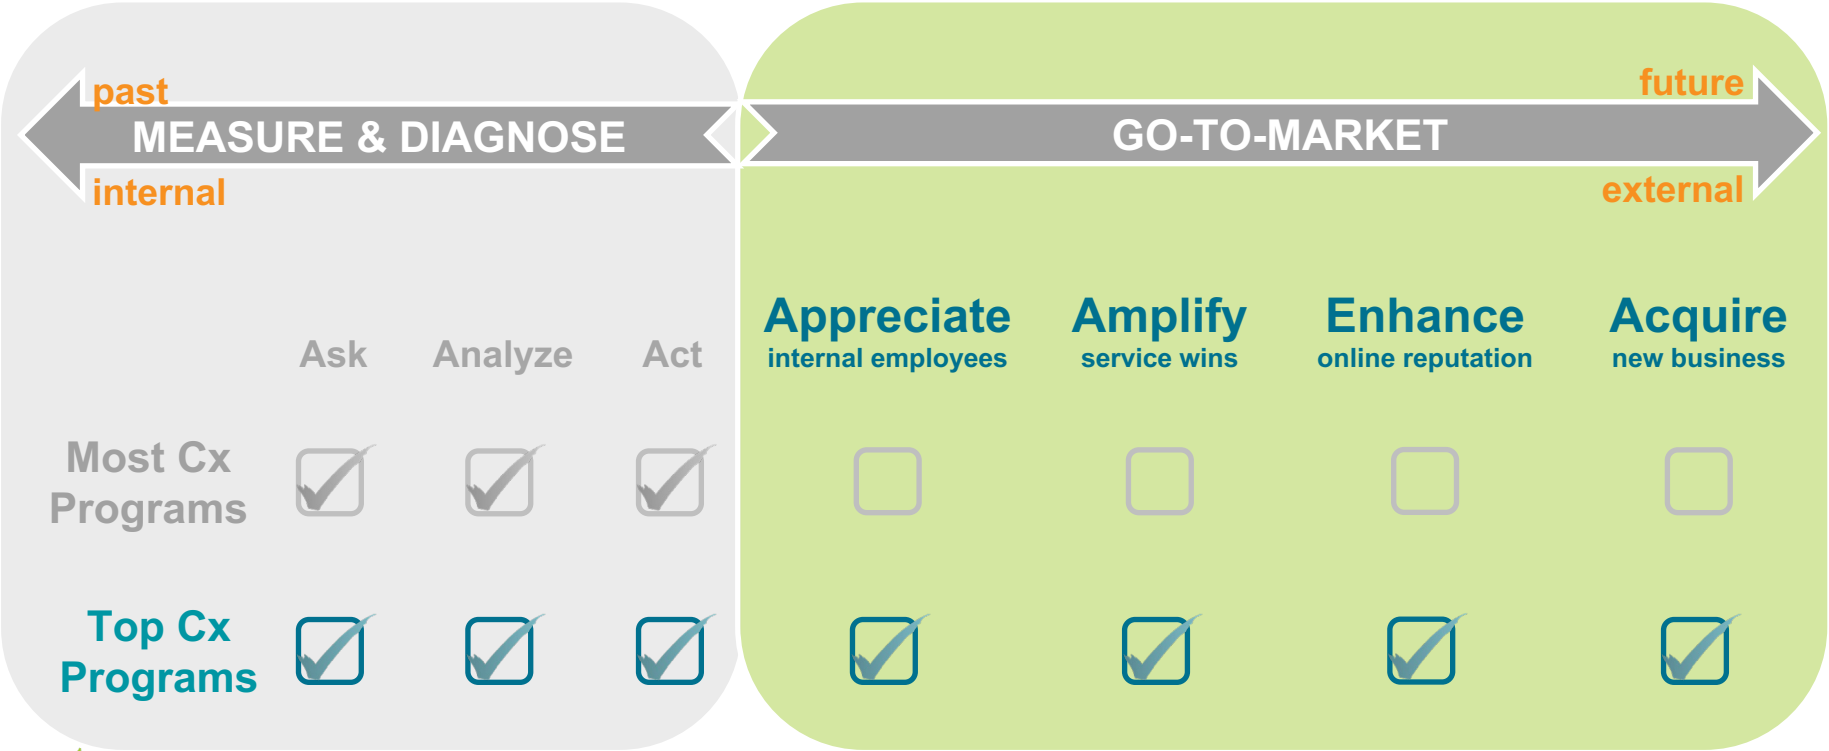 past
future
MEASURE & DIAGNOSE
GO-TO-MARKET
internal
external
Ask
Analyze
Act
Appreciate
internal employees
Amplify
service wins
Enhance
online reputation
Acquire
new business
Most Cx
Programs
Top Cx
Programs